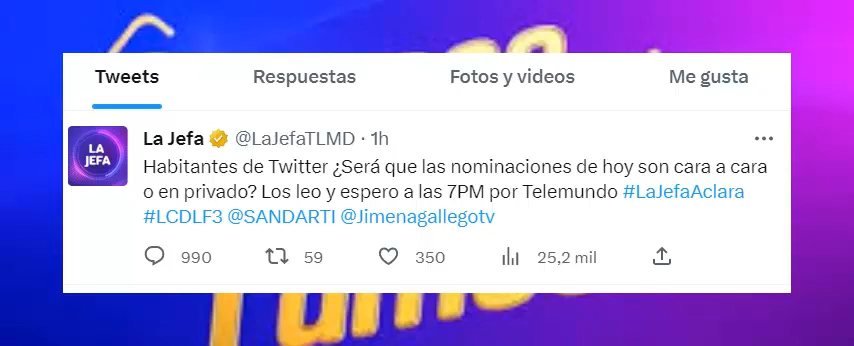 Tweets Respuestas Fotos y videos Me gusta
LA
JEFA
La Jefa @LaJefaTLMD · 1h
Habitantes de Twitter ¿Será que las nominaciones de hoy son cara a cara
o en privado? Los leo y espero a las 7PM por Telemundo #LaJefaAclara
#LCDLF3 @SANDARTI @Jimenagallegotv
990 59 350 25,2 mil